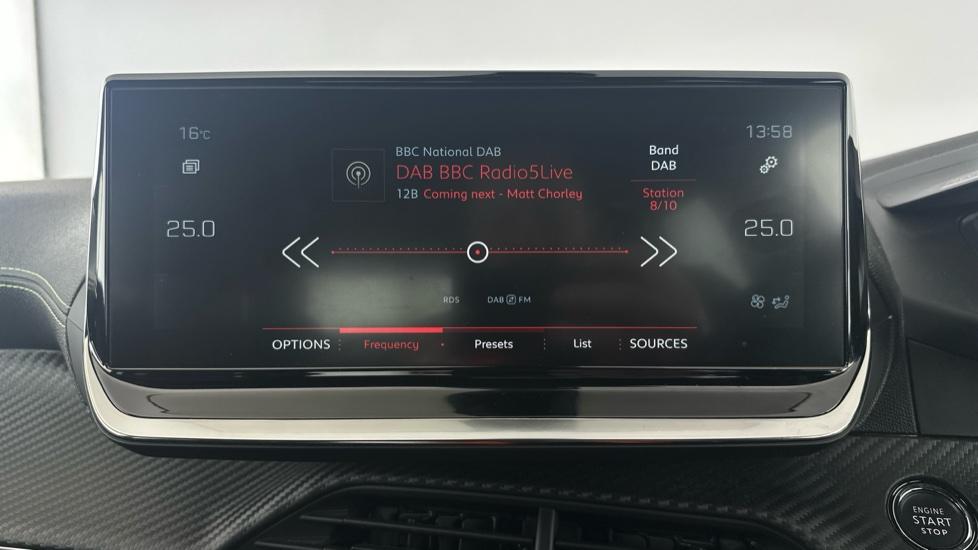 16°C
13:58
BBC National DAB
DAB BBC Radio5Live
12B Coming next - Matt Chorley
Band
DAB
Station
8/10
25.0
25.0
RDS
DAB FM
OPTIONS Frequency Presets List SOURCES
ENGINE
START
STOP